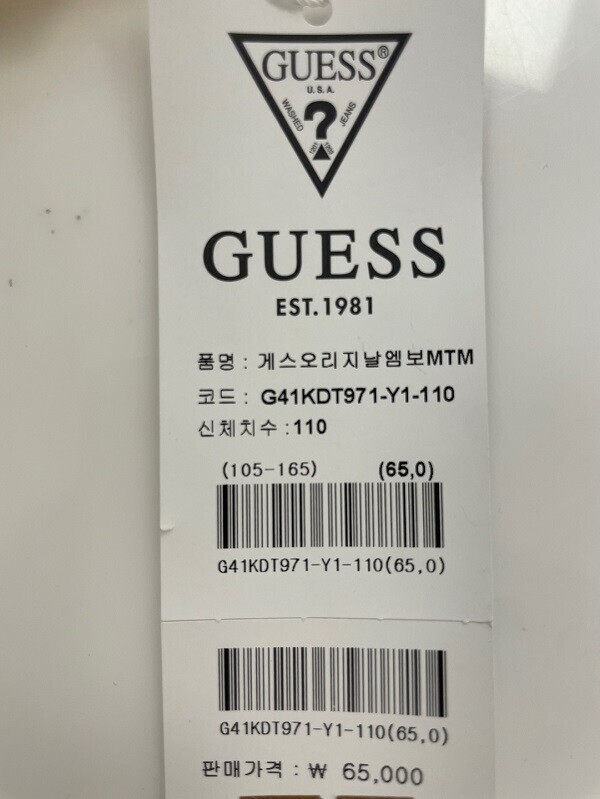 GUESS®
U.S.A.
WASHED
?
JEANS
GUESS
EST.1981
품명 : 게스오리지날엠보MTM
코드 : G41KDT971-Y1-110
신체치수 :110
(105-165) (65,0)
G41KDT971-Y1-110(65,0)
G41KDT971-Y1-110(65,0)
판매가격 : ₩ 65,000